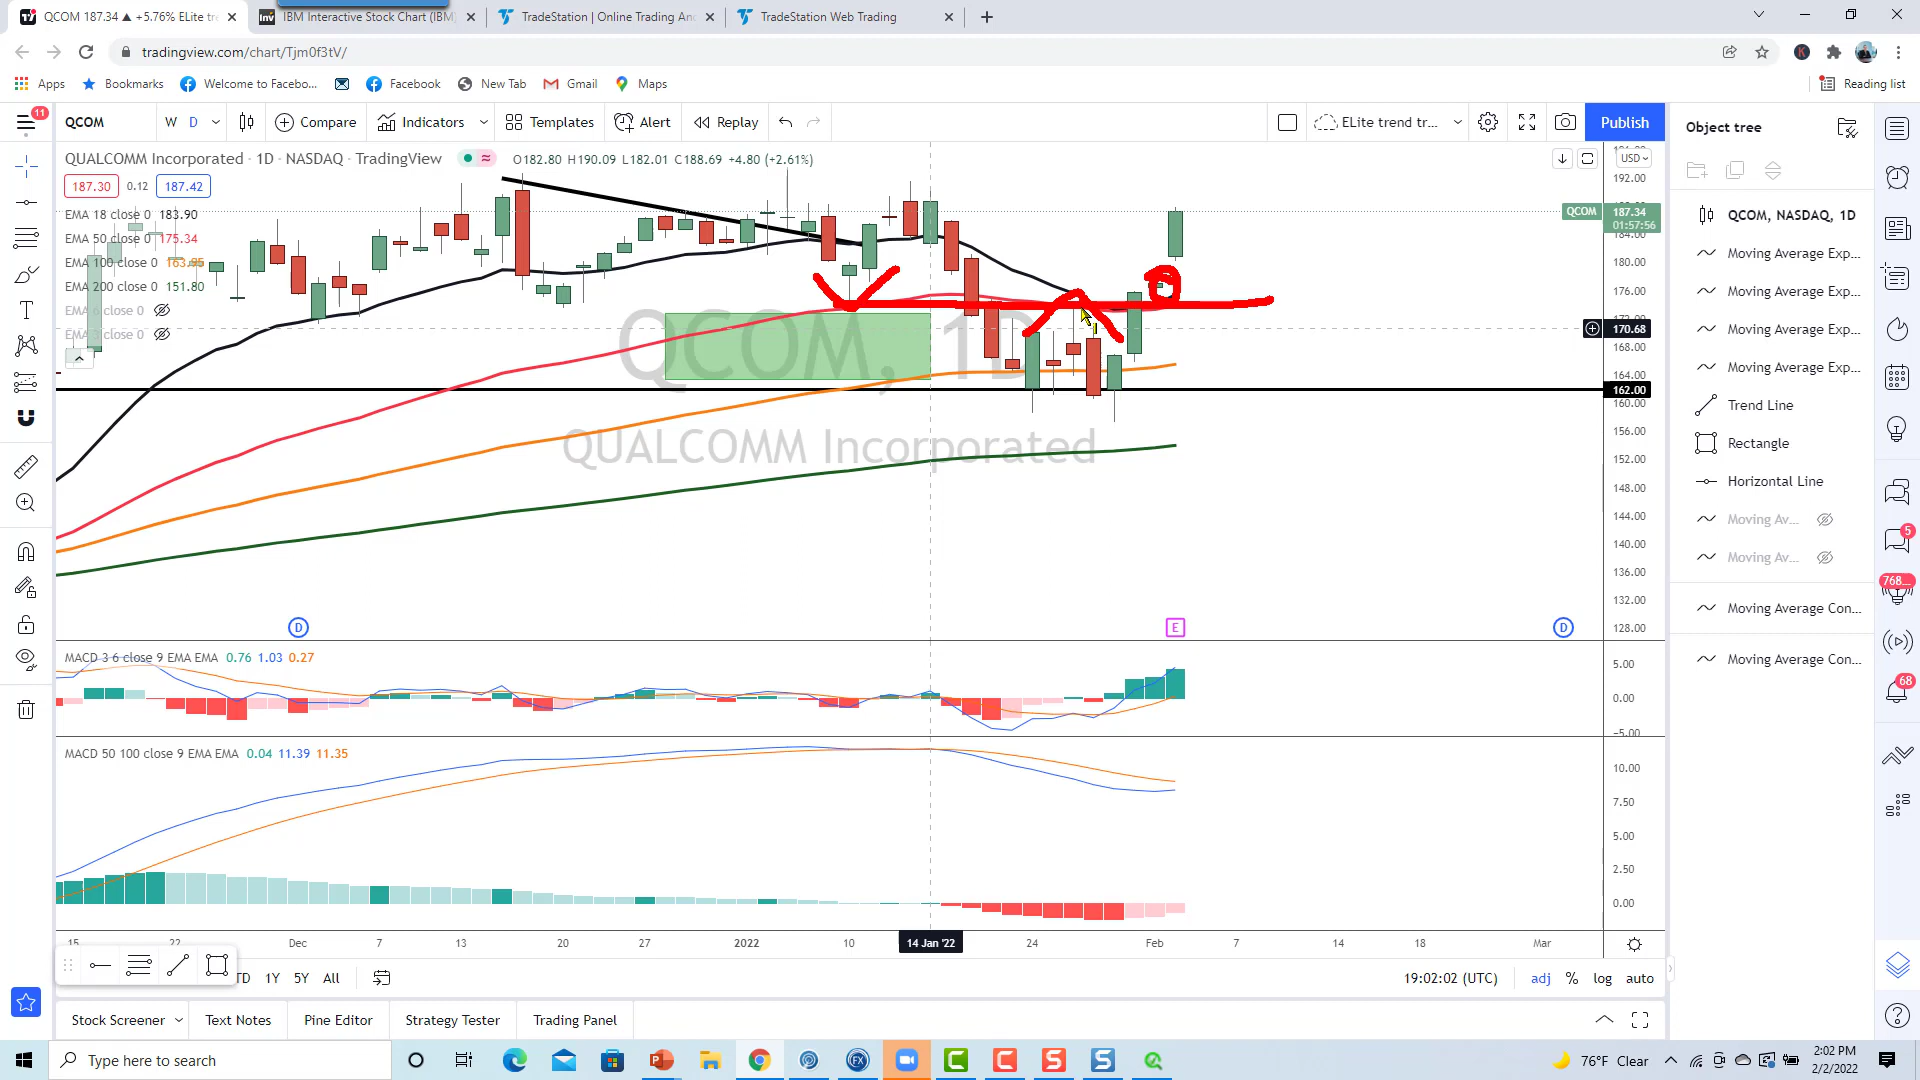 QCOM 187.34 ▲ +5.76% ELite tre
IBM Interactive Stock Chart (IBM)
TradeStation | Online Trading An
TradeStation Web Trading
tradingview.com/chart/Tjm0f3tV/
Apps
Bookmarks
Welcome to Facebo...
Facebook
New Tab
Gmail
Maps
Reading list
11
QCOM
W
D
Compare
Indicators
Templates
Alert
Replay
ELite trend tr...
Publish
Object tree
QUALCOMM Incorporated · 1D · NASDAQ · TradingView
O182.80 H190.09 L182.01 C188.69 +4.80 (+2.61%)
187.30
0.12
187.42
EMA 18 close 0 183.90
EMA 50 close 0 175.34
EMA 100 close 0
EMA 200 close 0 151.80
USD
192.00
QCOM
187.34
01:57:56
184.00
180.00
176.00
170.68
168.00
164.00
162.00
160.00
156.00
152.00
148.00
144.00
140.00
136.00
132.00
128.00
QCOM, 1D
QUALCOMM Incorporated
D
E
D
QCOM, NASDAQ, 1D
Moving Average Exp...
Moving Average Exp...
Moving Average Exp...
Moving Average Exp...
Trend Line
Rectangle
Horizontal Line
Moving Av...
Moving Av...
Moving Average Con...
Moving Average Con...
5
768...
68
MACD 3 6 close 9 EMA EMA 0.76 1.03 0.27
5.00
0.00
−5.00
MACD 50 100 close 9 EMA EMA 0.04 11.39 11.35
10.00
7.50
5.00
2.50
0.00
15
22
Dec
7
13
20
27
2022
10
14 Jan '22
24
Feb
7
14
18
Mar
TD
1Y
5Y
All
19:02:02 (UTC)
adj
%
log
auto
Stock Screener
Text Notes
Pine Editor
Strategy Tester
Trading Panel
Type here to search
76°F Clear
2:02 PM
2/2/2022